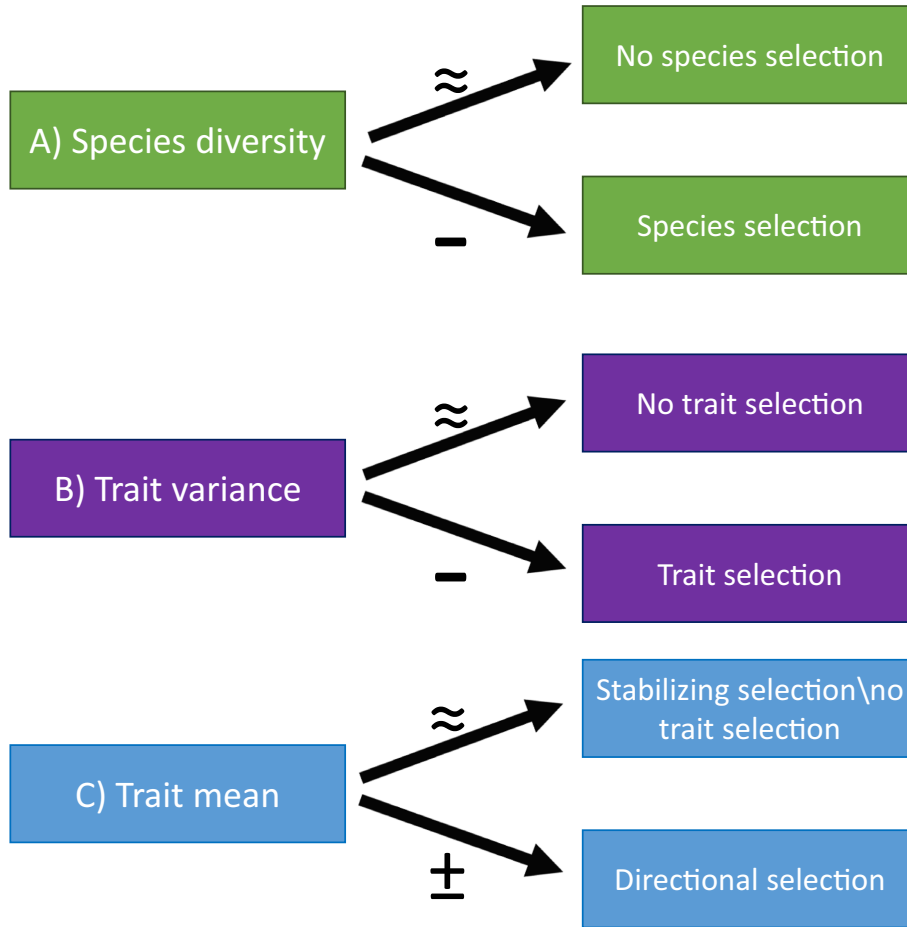 ≈
No species selection
A) Species diversity
Species selection
-
≈
No trait selection
B) Trait variance
-
Trait selection
≈
Stabilizing selection\no
trait selection
C) Trait mean
±
Directional selection